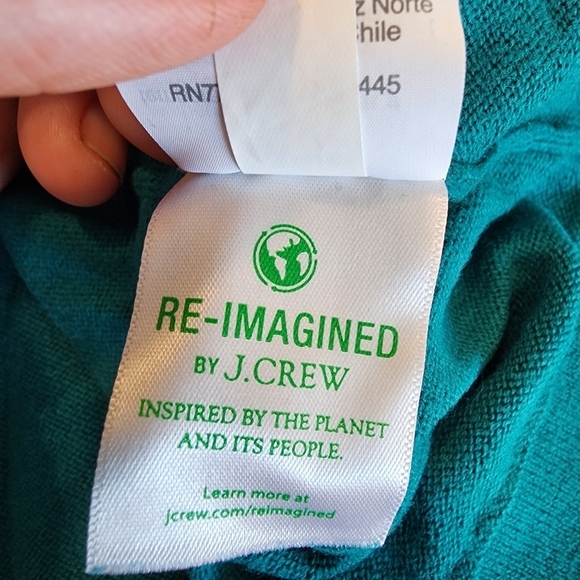 z Norte
hile
RN7
445
RE-IMAGINED
BY J.CREW
INSPIRED BY THE PLANET
AND ITS PEOPLE.
Learn more at
jcrew.com/reimagined